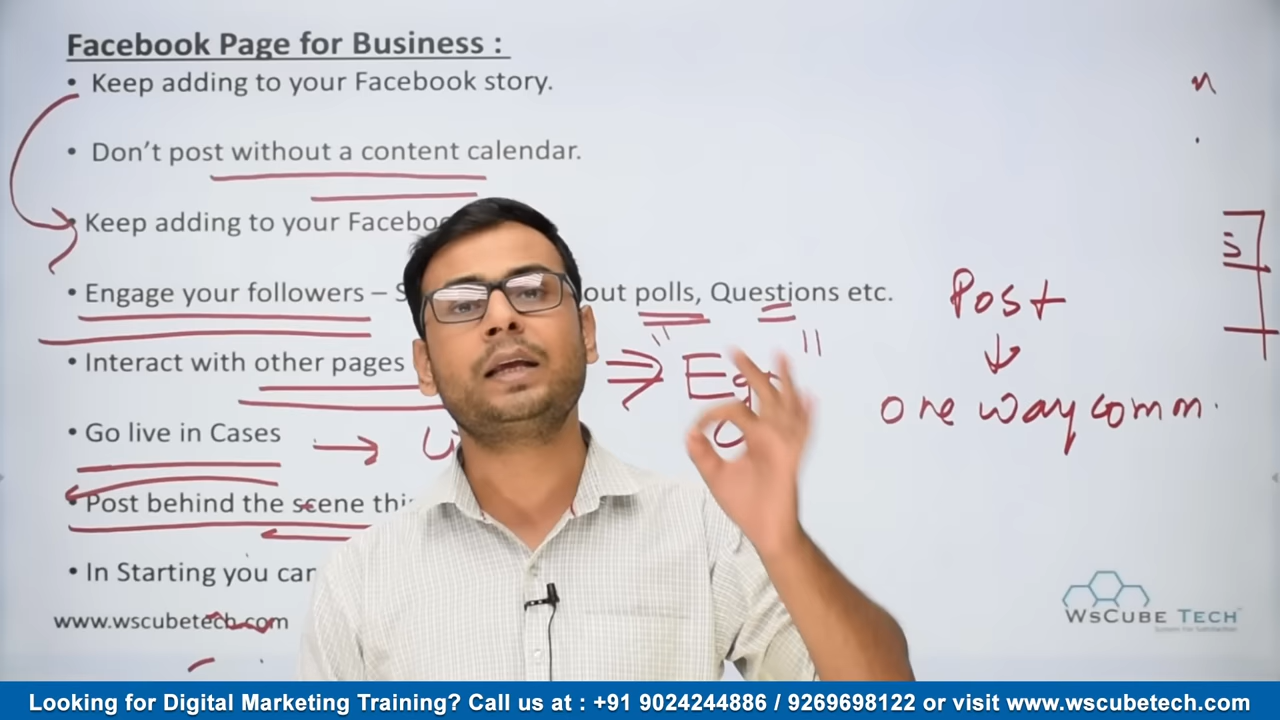 Facebook Page for Business :
• Keep adding to your Facebook story.
• Don't post without a content calendar.
• Keep adding to your Facebo
• Engage your followers – S out polls, Questions etc.
• Interact with other pages
• Go live in Cases
• Post behind the scene thi
• In Starting you can
www.wscubetech.com
Post
one way comm.
WsCube Tech
Looking for Digital Marketing Training? Call us at : +91 9024244886 / 9269698122 or visit www.wscubetech.com